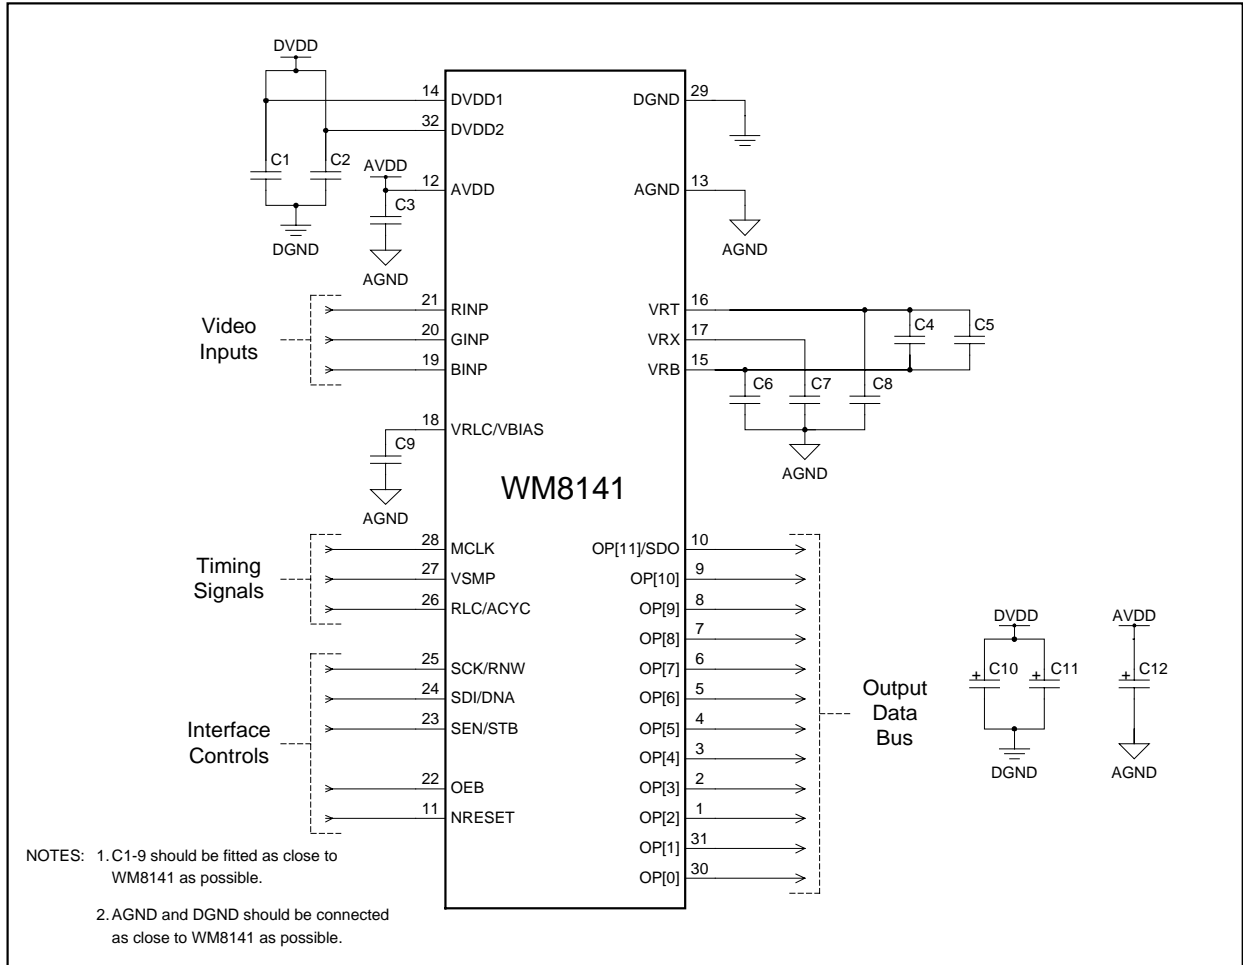 DVDD
14 DVDD1
32 DVDD2
C1 C2
DGND
AVDD
12 AVDD
C3
AGND
DGND 29
AGND 13
AGND
Video
Inputs
21 RINP
20 GINP
19 BINP
VRT 16
VRX 17
VRB 15
C4 C5
C6 C7 C8
AGND
18 VRLC/VBIAS
C9
AGND
WM8141
Timing
Signals
28 MCLK
27 VSMP
26 RLC/ACYC
Interface
Controls
25 SCK/RNW
24 SDI/DNA
23 SEN/STB
22 OEB
11 NRESET
OP[11]/SDO 10
OP[10] 9
OP[9] 8
OP[8] 7
OP[7] 6
OP[6] 5
OP[5] 4
OP[4] 3
OP[3] 2
OP[2] 1
OP[1] 31
OP[0] 30
Output
Data
Bus
DVDD
+ C10 + C11
DGND
AVDD
+ C12
AGND
NOTES: 1. C1-9 should be fitted as close to
WM8141 as possible.
2. AGND and DGND should be connected
as close to WM8141 as possible.